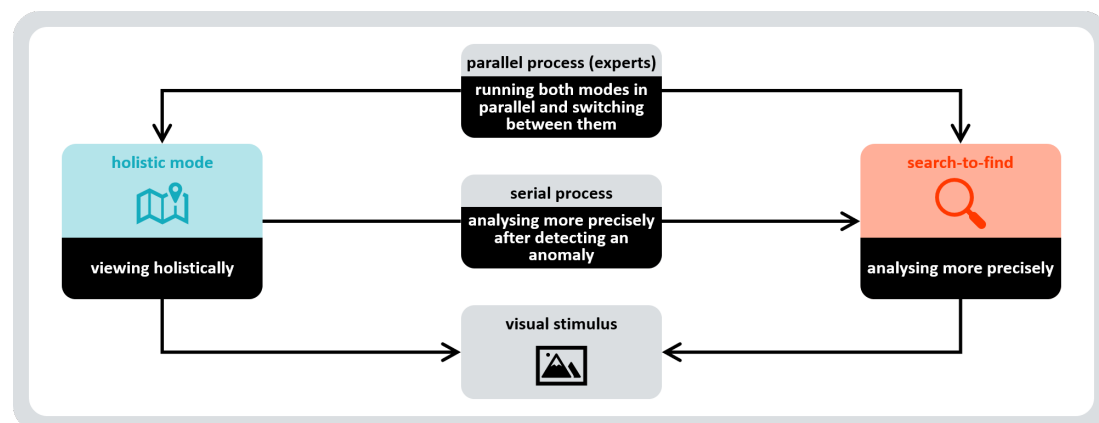 parallel process (experts)
running both modes in
parallel and switching
between them
holistic mode
viewing holistically
serial process
analysing more precisely
after detecting an
anomaly
search-to-find
analysing more precisely
visual stimulus